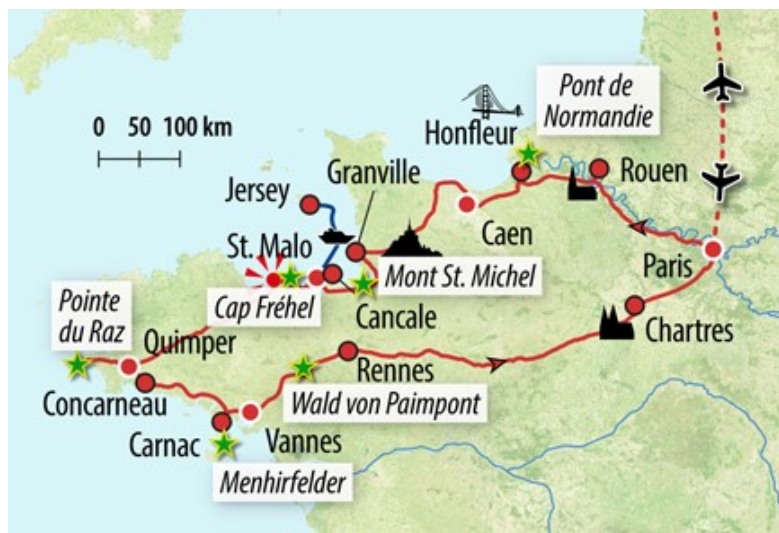 Pont de
Normandie
0 50 100 km
Honfleur
Granville
Rouen
Jersey
Caen
St. Malo
Paris
Mont St. Michel
Pointe
du Raz
Cap Fréhel
Cancale
Quimper
Chartres
Rennes
Concarneau
Wald von Paimpont
Carnac
Vannes
Menhirfelder